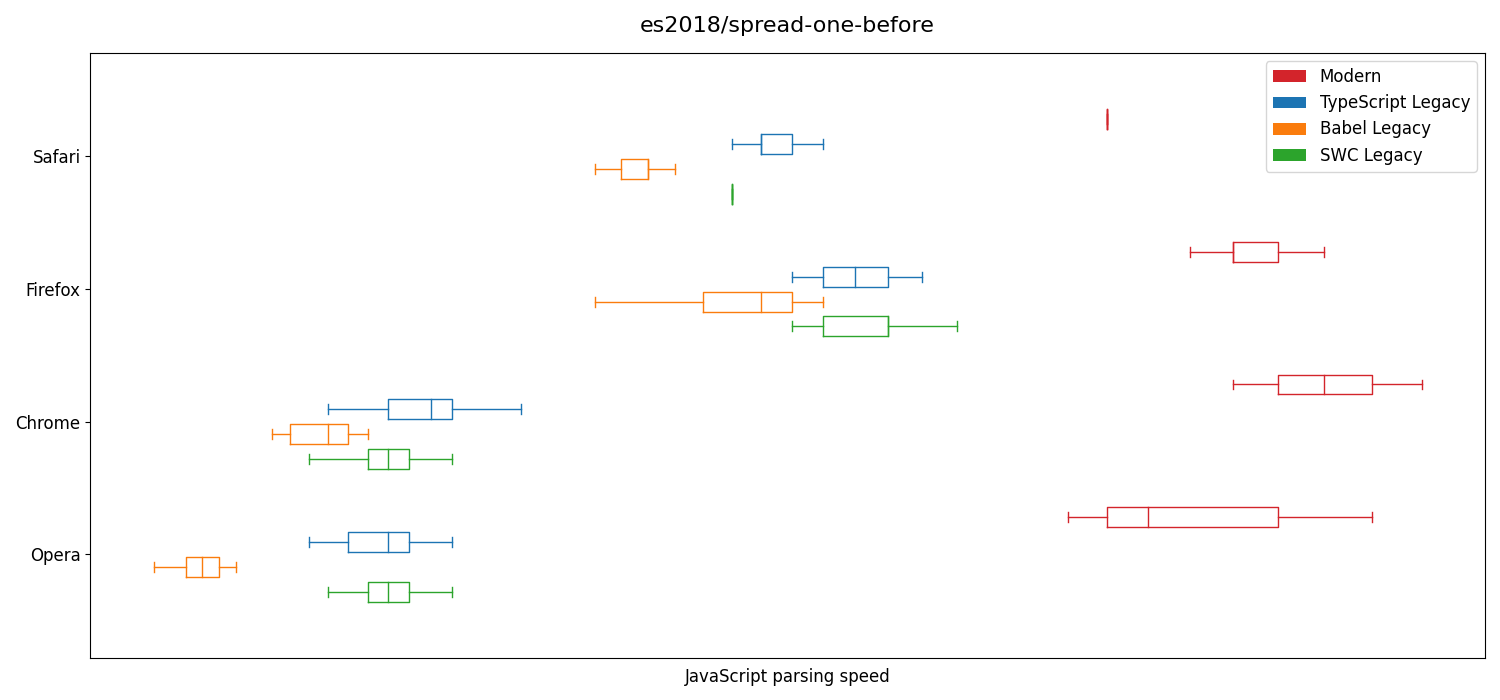 es2018/spread-one-before
Modern
TypeScript Legacy
Babel Legacy
SWC Legacy
Safari
Firefox
Chrome
Opera
JavaScript parsing speed